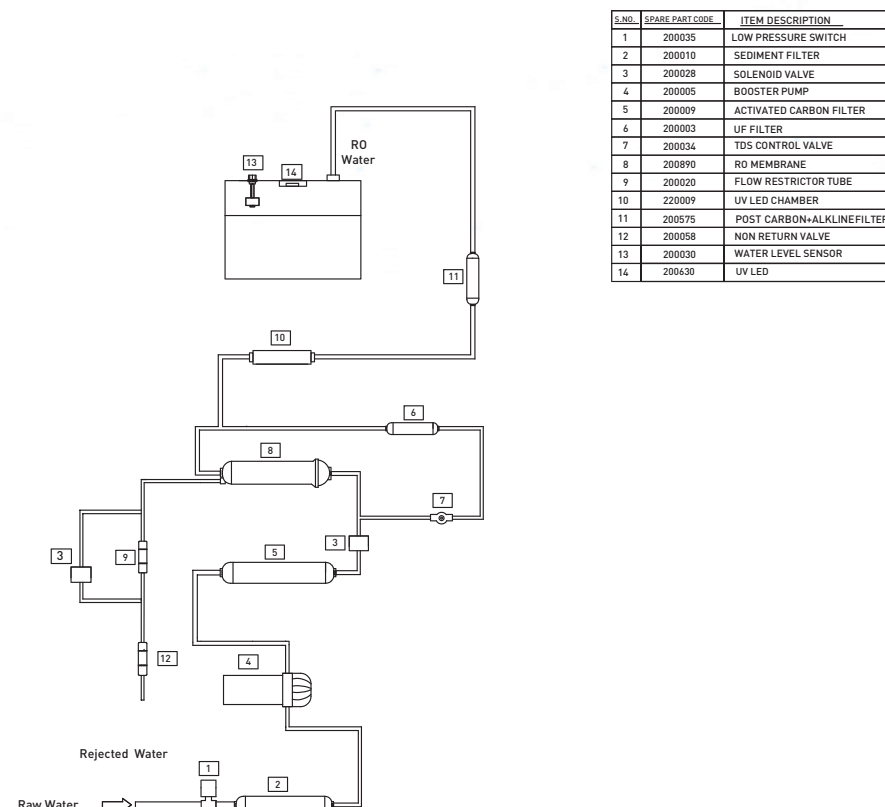 S.NO. SPARE PART CODE ITEM DESCRIPTION
1 200035 LOW PRESSURE SWITCH
2 200010 SEDIMENT FILTER
3 200028 SOLENOID VALVE
4 200005 BOOSTER PUMP
5 200009 ACTIVATED CARBON FILTER
6 200003 UF FILTER
7 200034 TDS CONTROL VALVE
8 200890 RO MEMBRANE
9 200020 FLOW RESTRICTOR TUBE
10 220009 UV LED CHAMBER
11 200575 POST CARBON+ALKLINEFILTER
12 200058 NON RETURN VALVE
13 200030 WATER LEVEL SENSOR
14 200630 UV LED
RO
Water
13
14
11
10
6
8
7
3
5
3
9
12
4
Rejected Water
1
2
Raw Water